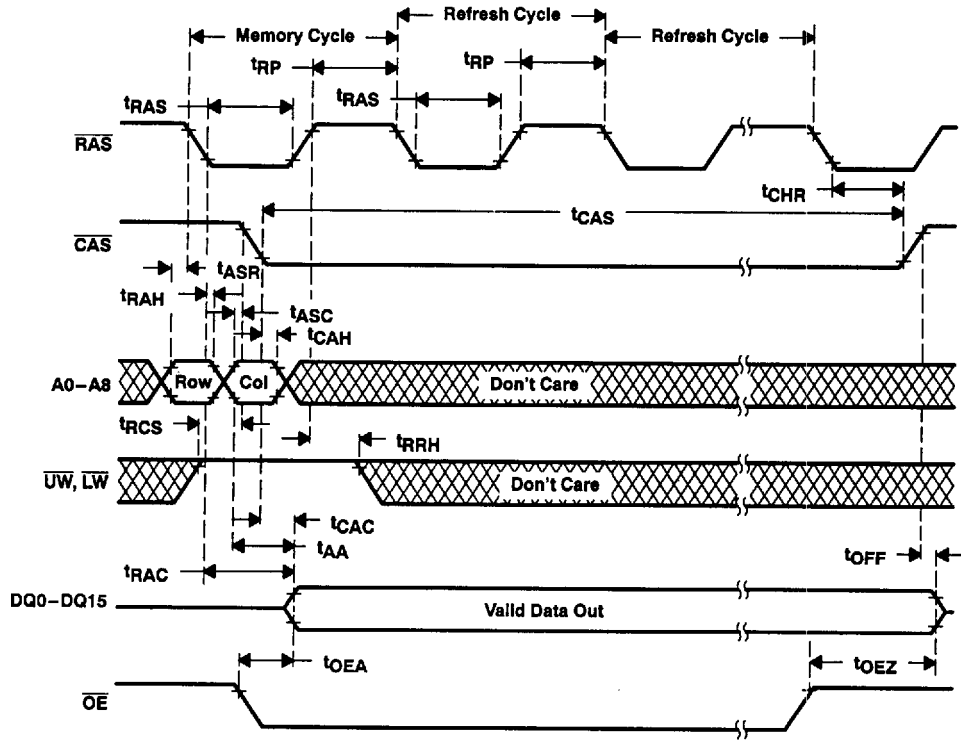 Refresh Cycle
Memory Cycle
Refresh Cycle
tRP
tRP
tRAS
tRAS
RAS
tCHR
tCAS
CAS
tASR
tRAH
tASC
tCAH
A0–A8
Row
Col
Don't Care
tRCS
tRRH
UW, LW
Don't Care
tCAC
tAA
tOFF
tRAC
DQ0–DQ15
Valid Data Out
tOEA
tOEZ
OE